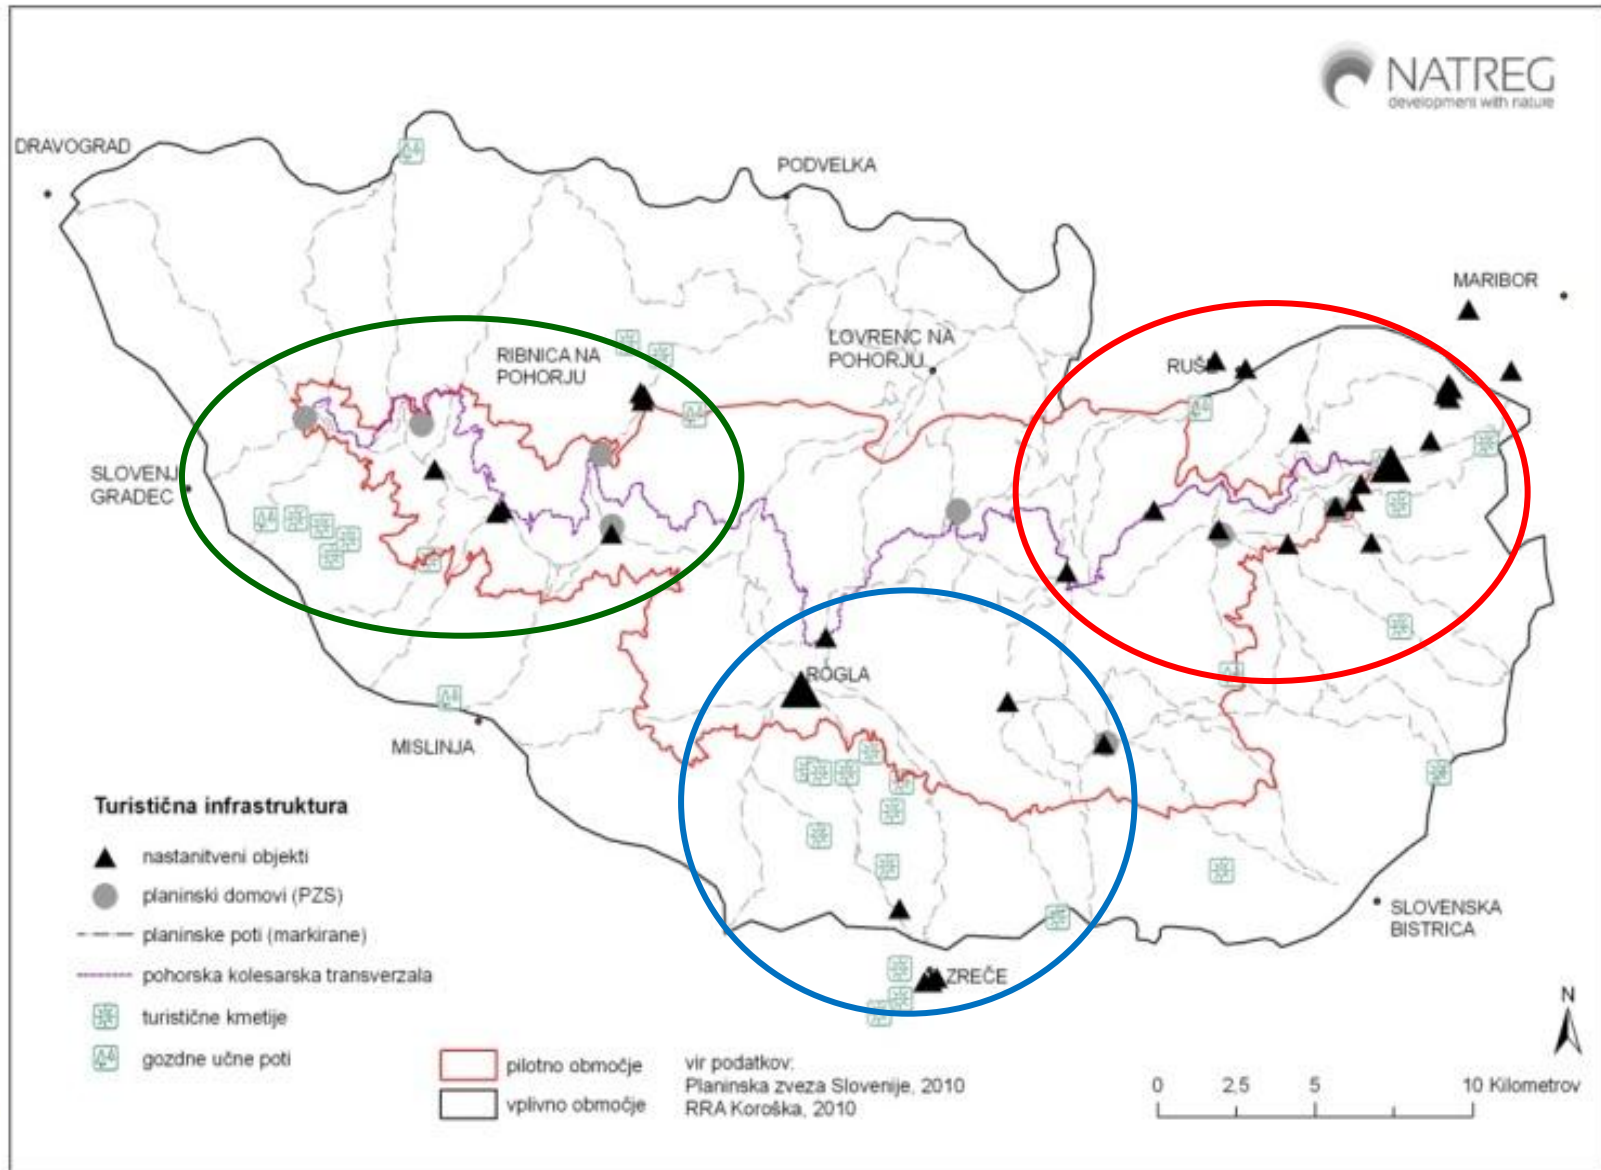 NATREG
development with nature
DRAVOGRAD
PODVELKA
MARIBOR
RIBNICA NA
POHORJU
LOVRENC NA
POHORJU
RUŠE
SLOVENJ
GRADEC
ROGLA
MISLINJA
Turistična infrastruktura
nastanitveni objekti
planinski domovi (PZS)
planinske poti (markirane)
pohorska kolesarska transverzala
turistične kmetije
gozdne učne poti
pilotno območje
vplivno območje
vir podatkov:
Planinska zveza Slovenije, 2010
RRA Koroška, 2010
ZREČE
SLOVENSKA
BISTRICA
N
0 2.5 5 10 Kilometrov